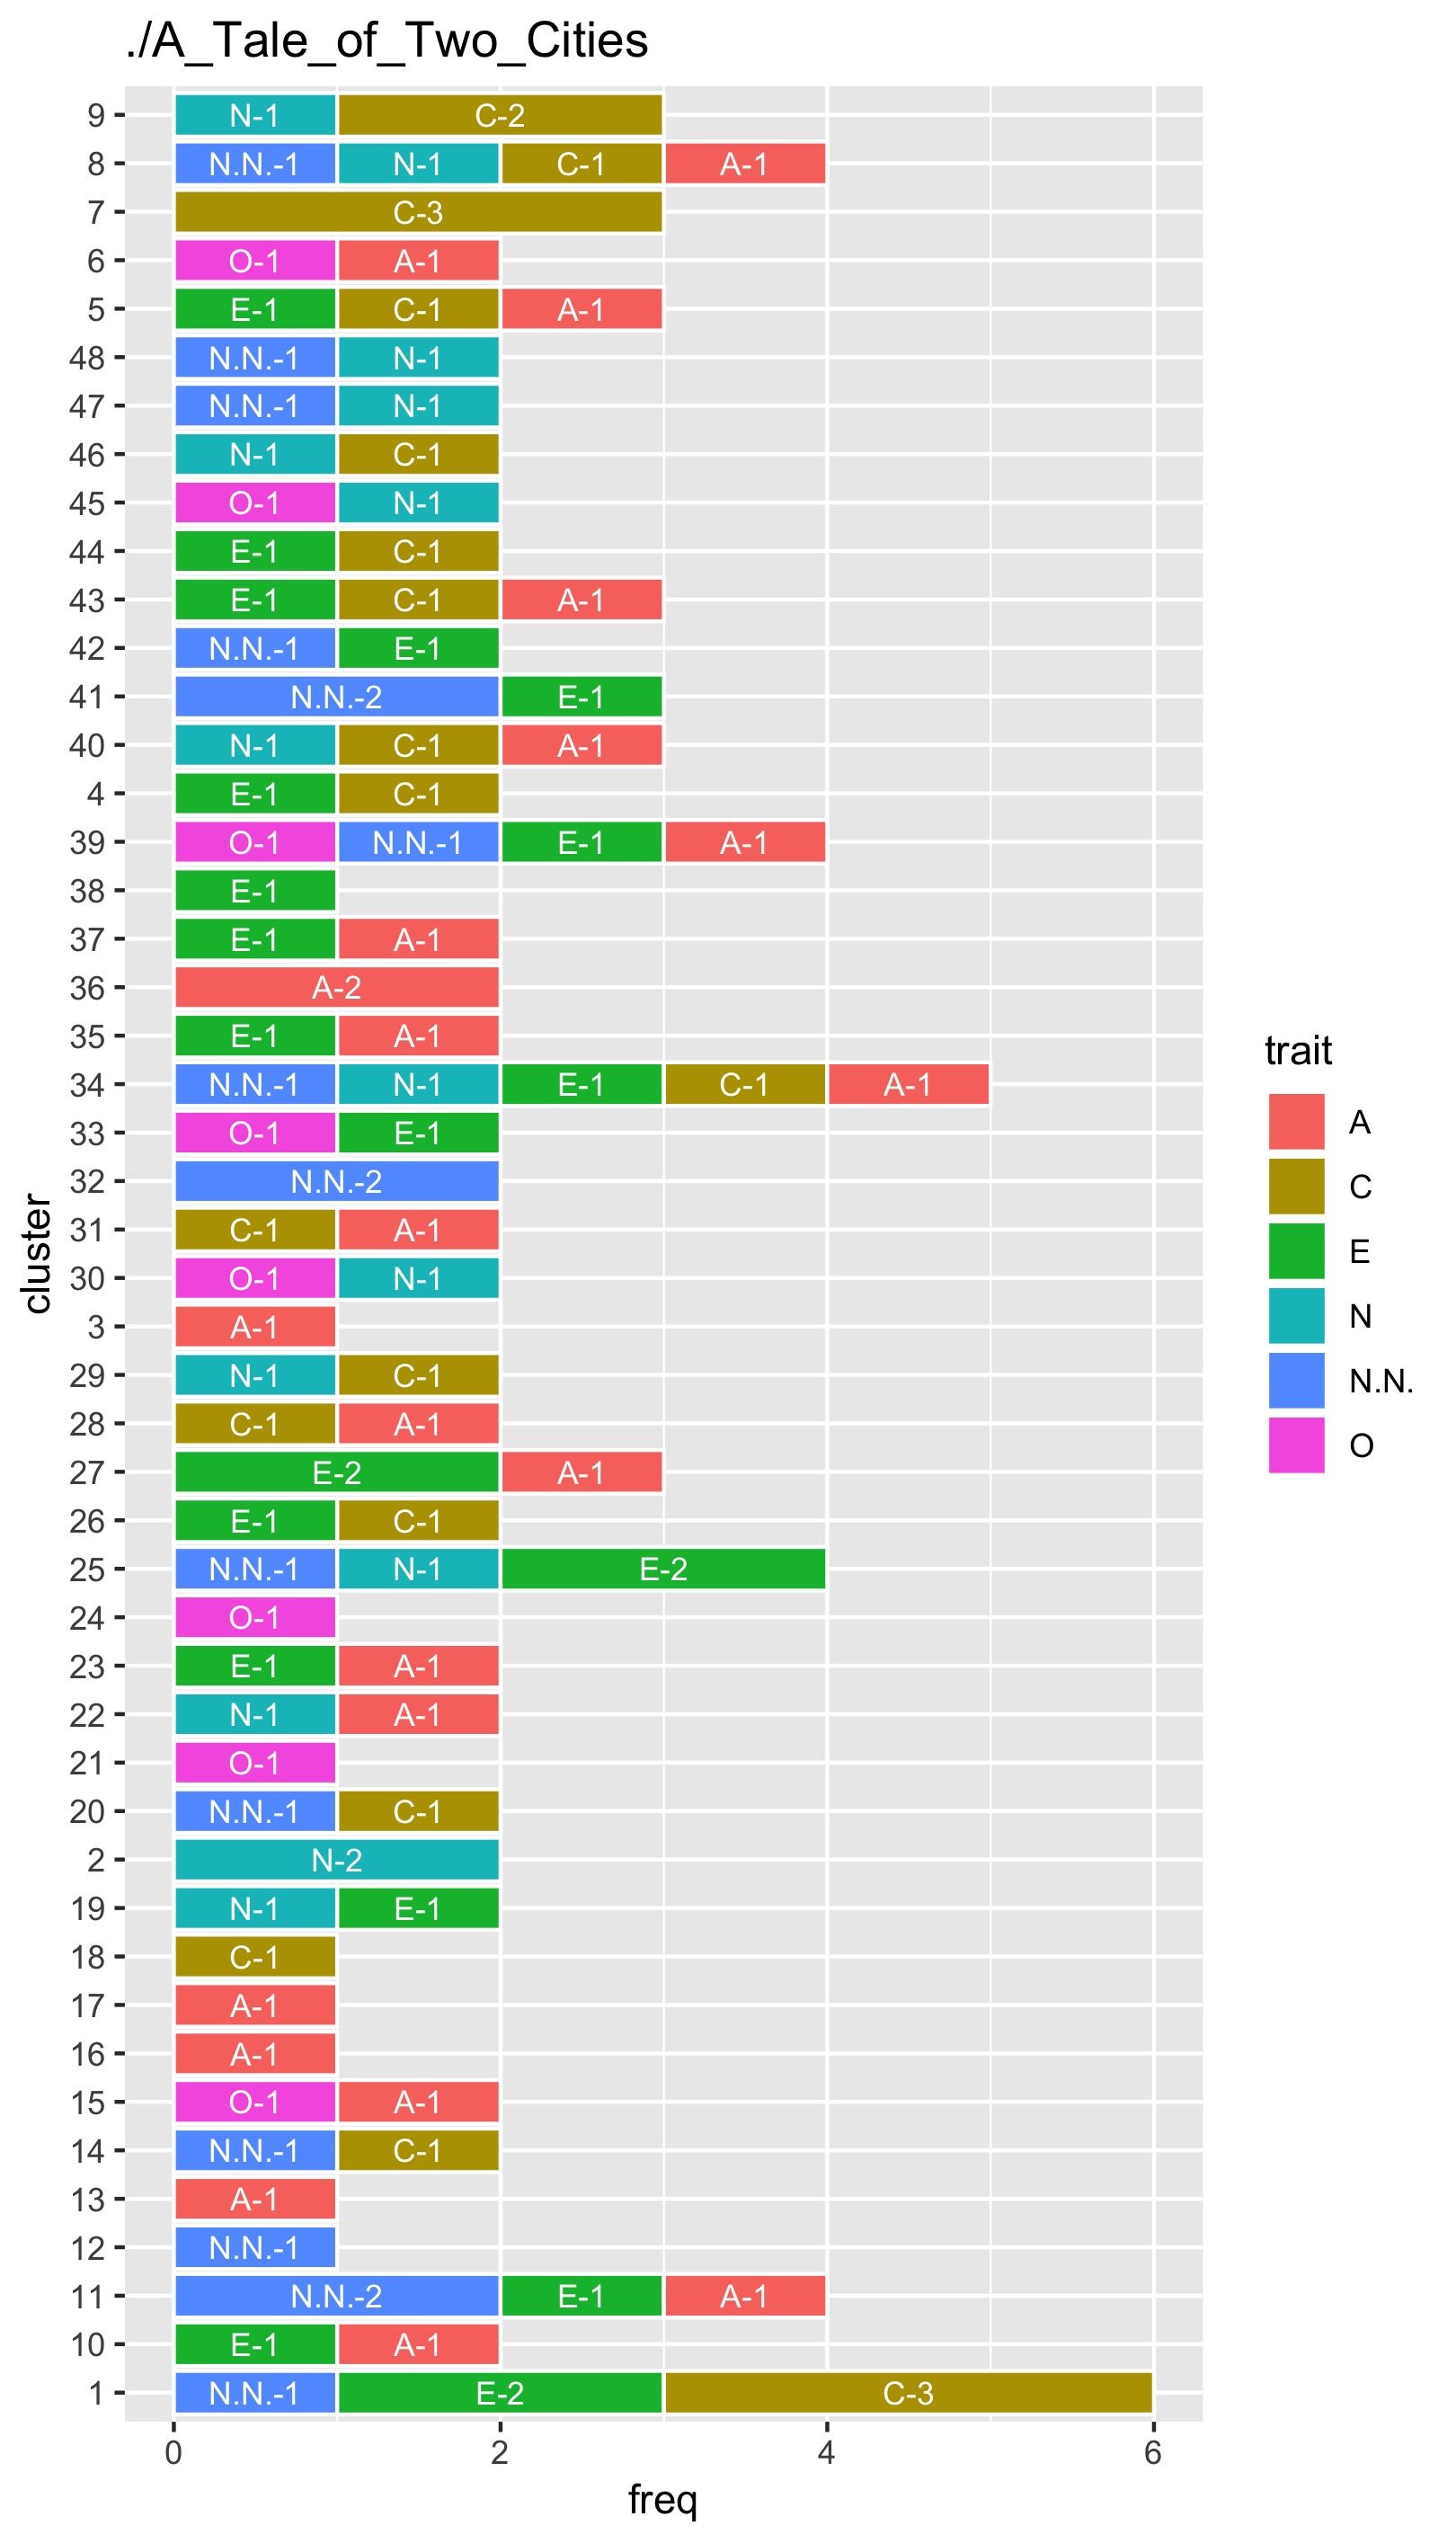 ./A_Tale_of_Two_Cities
9 N-1 C-2
8 N.N.-1 N-1 C-1 A-1
7 C-3
6 O-1 A-1
5 E-1 C-1 A-1
48 N.N.-1 N-1
47 N.N.-1 N-1
46 N-1 C-1
45 O-1 N-1
44 E-1 C-1
43 E-1 C-1 A-1
42 N.N.-1 E-1
41 N.N.-2 E-1
40 N-1 C-1 A-1
4 E-1 C-1
39 O-1 N.N.-1 E-1 A-1
38 E-1
37 E-1 A-1
36 A-2
35 E-1 A-1
34 N.N.-1 N-1 E-1 C-1 A-1
33 O-1 E-1
32 N.N.-2
31 C-1 A-1
30 O-1 N-1
3 A-1
29 N-1 C-1
28 C-1 A-1
27 E-2 A-1
26 E-1 C-1
25 N.N.-1 N-1 E-2
24 O-1
23 E-1 A-1
22 N-1 A-1
21 O-1
20 N.N.-1 C-1
2 N-2
19 N-1 E-1
18 C-1
17 A-1
16 A-1
15 O-1 A-1
14 N.N.-1 C-1
13 A-1
12 N.N.-1
11 N.N.-2 E-1 A-1
10 E-1 A-1
1 N.N.-1 E-2 C-3
0 2 4 6
freq
cluster
trait
A
C
E
N
N.N.
O